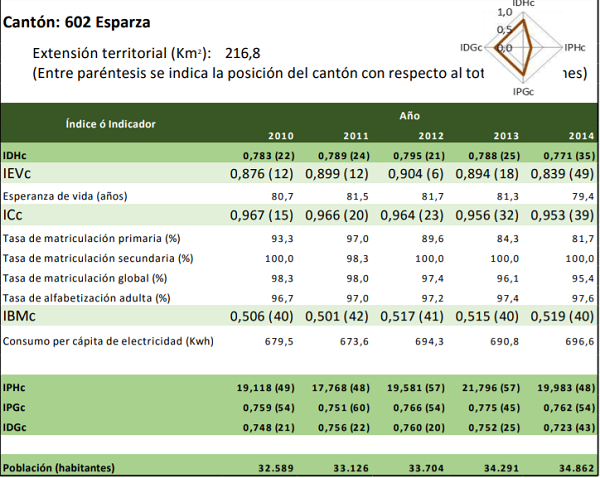 Cantón: 602 Esparza
Extensión territorial (Km²): 216,8
(Entre paréntesis se indica la posición del cantón con respecto al tot nes)
IDHc
1,0
0,5
0,0
IDGc
IPHc
IPGc
Índice ó Indicador Año
2010 2011 2012 2013 2014
IDHc 0,783 (22) 0,789 (24) 0,795 (21) 0,788 (25) 0,771 (35)
IEVc 0,876 (12) 0,899 (12) 0,904 (6) 0,894 (18) 0,839 (49)
Esperanza de vida (años) 80,7 81,5 81,7 81,3 79,4
ICc 0,967 (15) 0,966 (20) 0,964 (23) 0,956 (32) 0,953 (39)
Tasa de matriculación primaria (%) 93,3 97,0 89,6 84,3 81,7
Tasa de matriculación secundaria (%) 100,0 98,3 100,0 100,0 100,0
Tasa de matriculación global (%) 98,3 98,0 97,4 96,1 95,4
Tasa de alfabetización adulta (%) 96,7 97,0 97,2 97,4 97,6
IBMc 0,506 (40) 0,501 (42) 0,517 (41) 0,515 (40) 0,519 (40)
Consumo per cápita de electricidad (Kwh) 679,5 673,6 694,3 690,8 696,6
IPHc 19,118 (49) 17,768 (48) 19,581 (57) 21,796 (57) 19,983 (48)
IPGc 0,759 (54) 0,751 (60) 0,766 (54) 0,775 (45) 0,762 (54)
IDGc 0,748 (21) 0,756 (22) 0,760 (20) 0,752 (25) 0,723 (43)
Población (habitantes) 32.589 33.126 33.704 34.291 34.862